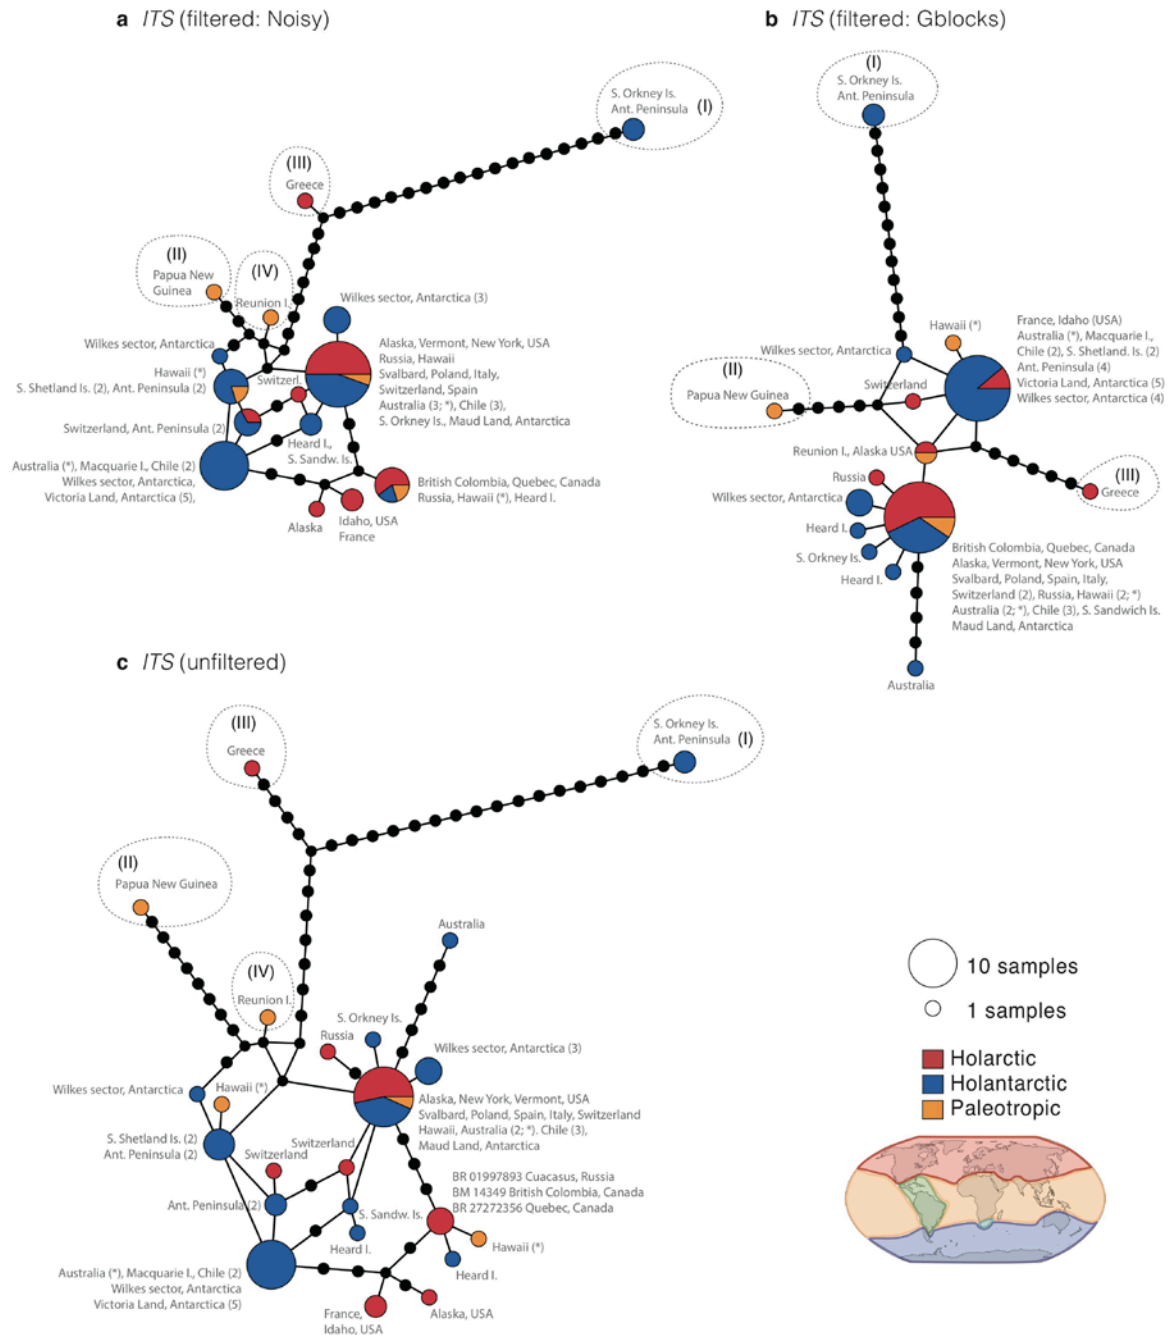 a ITS (filtered: Noisy)
S. Orkney Is.
Ant. Peninsula (I)
(III)
Greece
(II)
Papua New
Guinea
(IV)
Reunion I.
Wilkes sector, Antarctica (3)
Wilkes sector, Antarctica
Hawaii (*)
S. Shetland Is. (2), Ant. Peninsula (2)
Switzerl.
Alaska, Vermont, New York, USA
Russia, Hawaii
Svalbard, Poland, Italy,
Switzerland, Spain
Australia (3; *), Chile (3),
S. Orkney Is., Maud Land, Antarctica
Switzerland, Ant. Peninsula (2)
Heard I.,
S. Sandw. Is.
Australia (*), Macquarie I., Chile (2)
Wilkes sector, Antarctica,
Victoria Land, Antarctica (5),
British Colombia, Quebec, Canada
Russia, Hawaii (*), Heard I.
Alaska
Idaho, USA
France
b ITS (filtered: Gblocks)
(I)
S. Orkney Is.
Ant. Peninsula
Hawaii (*)
Wilkes sector, Antarctica
France, Idaho (USA)
Australia (*), Macquarie I.,
Chile (2), S. Shetland. Is. (2)
Ant. Peninsula (4)
Victoria Land, Antarctica (5)
Wilkes sector, Antarctica (4)
(II)
Papua New Guinea
Switzerland
Reunion I., Alaska USA
(III)
Greece
Russia
Wilkes sector, Antarctica
Heard I.
S. Orkney Is.
Heard I.
British Colombia, Quebec, Canada
Alaska, Vermont, New York, USA
Svalbard, Poland, Spain, Italy,
Switzerland (2), Russia, Hawaii (2; *)
Australia (2; *), Chile (3), S. Sandwich Is.
Maud Land, Antarctica
Australia
c ITS (unfiltered)
(III)
Greece
S. Orkney Is.
Ant. Peninsula (I)
(II)
Papua New Guinea
Australia
(IV)
Reunion I.
S. Orkney Is.
Russia
Wilkes sector, Antarctica (3)
Wilkes sector, Antarctica
Hawaii (*)
Alaska, New York, Vermont, USA
Svalbard, Poland, Spain, Italy, Switzerland
Hawaii, Australia (2; *). Chile (3),
Maud Land, Antarctica
S. Shetland Is. (2)
Ant. Peninsula (2)
Switzerland
Switzerland
BR 01997893 Cuacasus, Russia
BM 14349 British Colombia, Canada
BR 27272356 Quebec, Canada
Ant. Peninsula (2)
S. Sandw. Is.
Heard I.
Hawaii (*)
Heard I.
Australia (*), Macquarie I., Chile (2)
Wilkes sector, Antarctica
Victoria Land, Antarctica (5)
France,
Idaho, USA
Alaska, USA
10 samples
1 samples
Holarctic
Holantarctic
Paleotropic